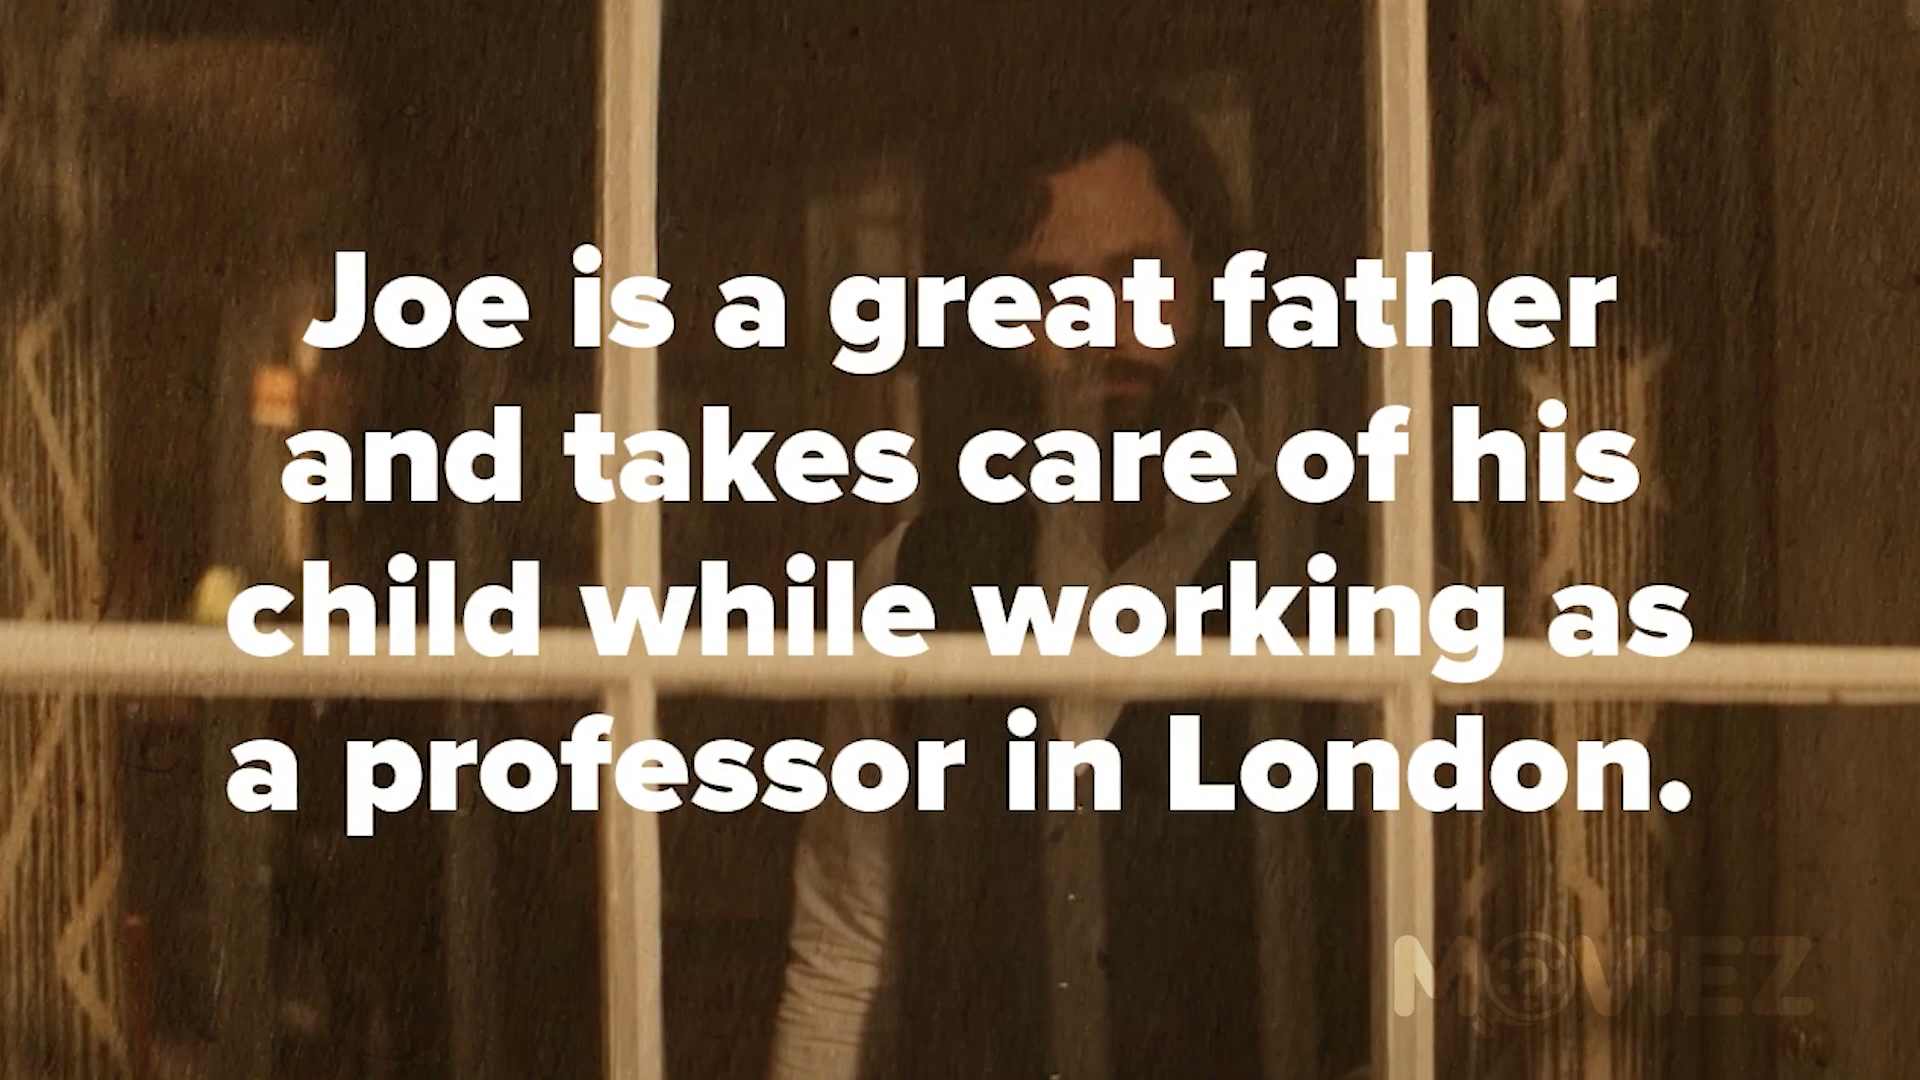 Joe is a great father
and takes care of his
child while working as
a professor in London.
MOViEZ